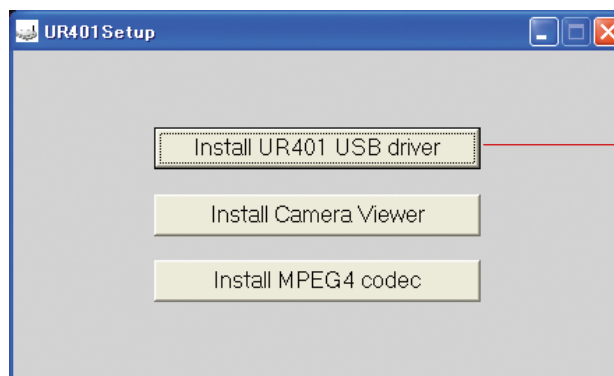 UR401Setup
Install UR401 USB driver
Install Camera Viewer
Install MPEG4 codec